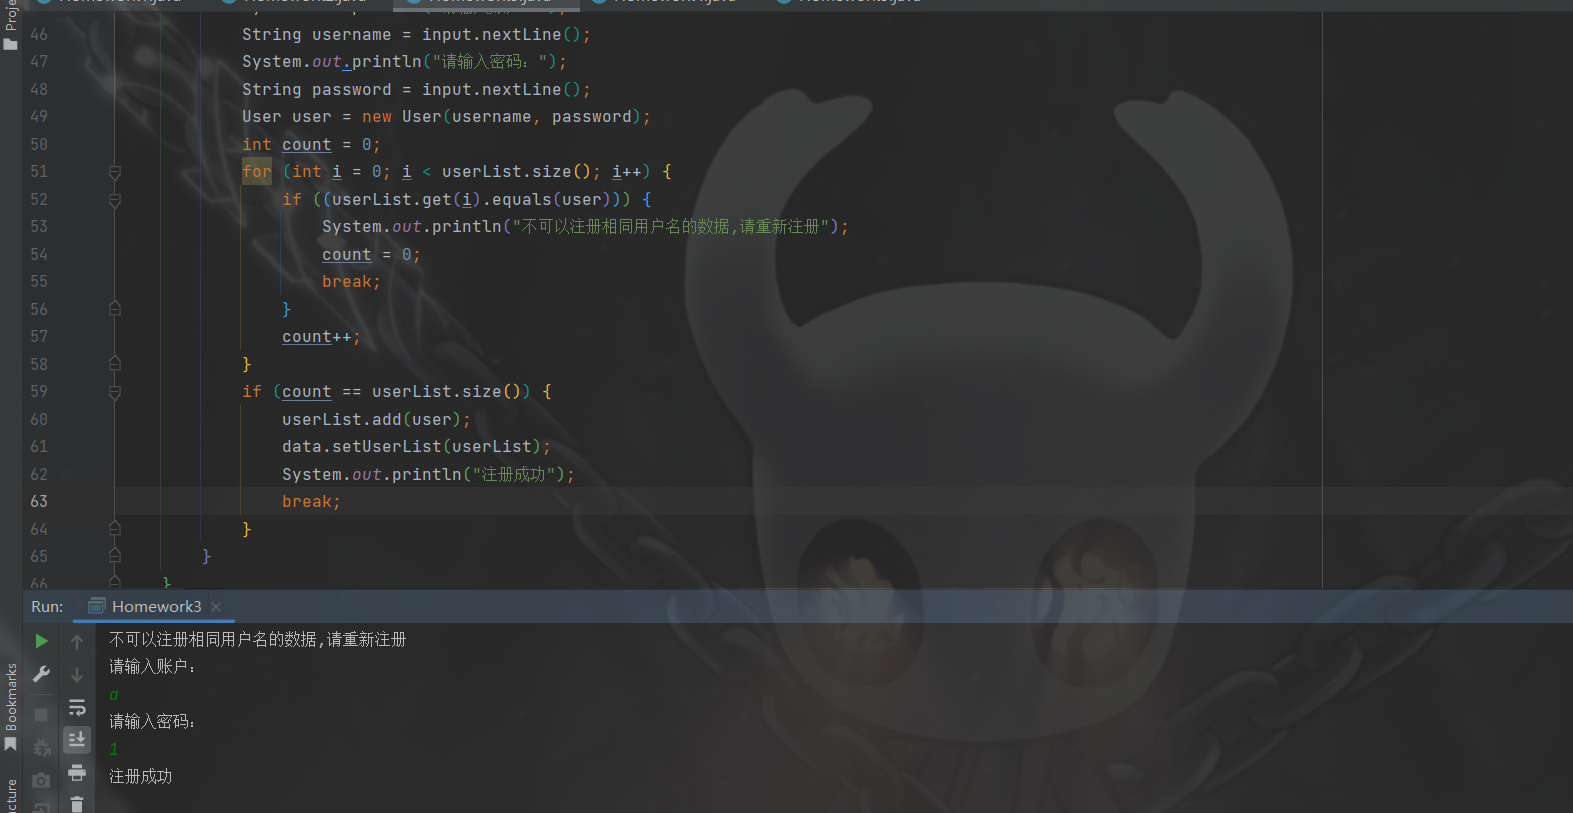 46 String username = input.nextLine();
47 System.out.println("请输入密码：");
48 String password = input.nextLine();
49 User user = new User(username, password);
50 int count = 0;
51 for (int i = 0; i < userList.size(); i++) {
52 if ((userList.get(i).equals(user))) {
53 System.out.println("不可以注册相同用户名的数据,请重新注册");
54 count = 0;
55 break;
56 }
57 count++;
58 }
59 if (count == userList.size()) {
60 userList.add(user);
61 data.setUserList(userList);
62 System.out.println("注册成功");
63 break;
64 }
65 }
66 }
Run: Homework3
不可以注册相同用户名的数据,请重新注册
请输入账户：
a
请输入密码：
1
注册成功
Bookmarks